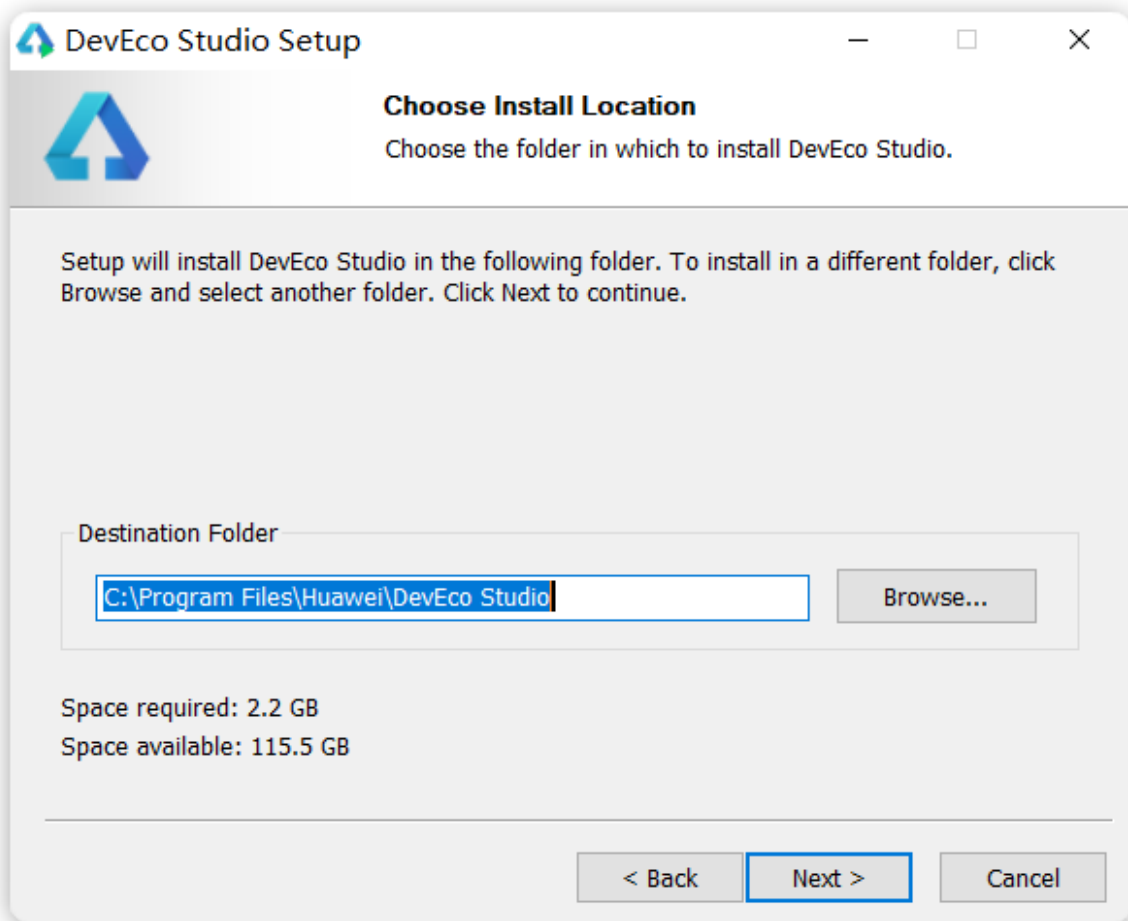 DevEco Studio Setup
Choose Install Location
Choose the folder in which to install DevEco Studio.
Setup will install DevEco Studio in the following folder. To install in a different folder, click
Browse and select another folder. Click Next to continue.
Destination Folder
C:\Program Files\Huawei\DevEco Studio
Browse...
Space required: 2.2 GB
Space available: 115.5 GB
< Back
Next >
Cancel